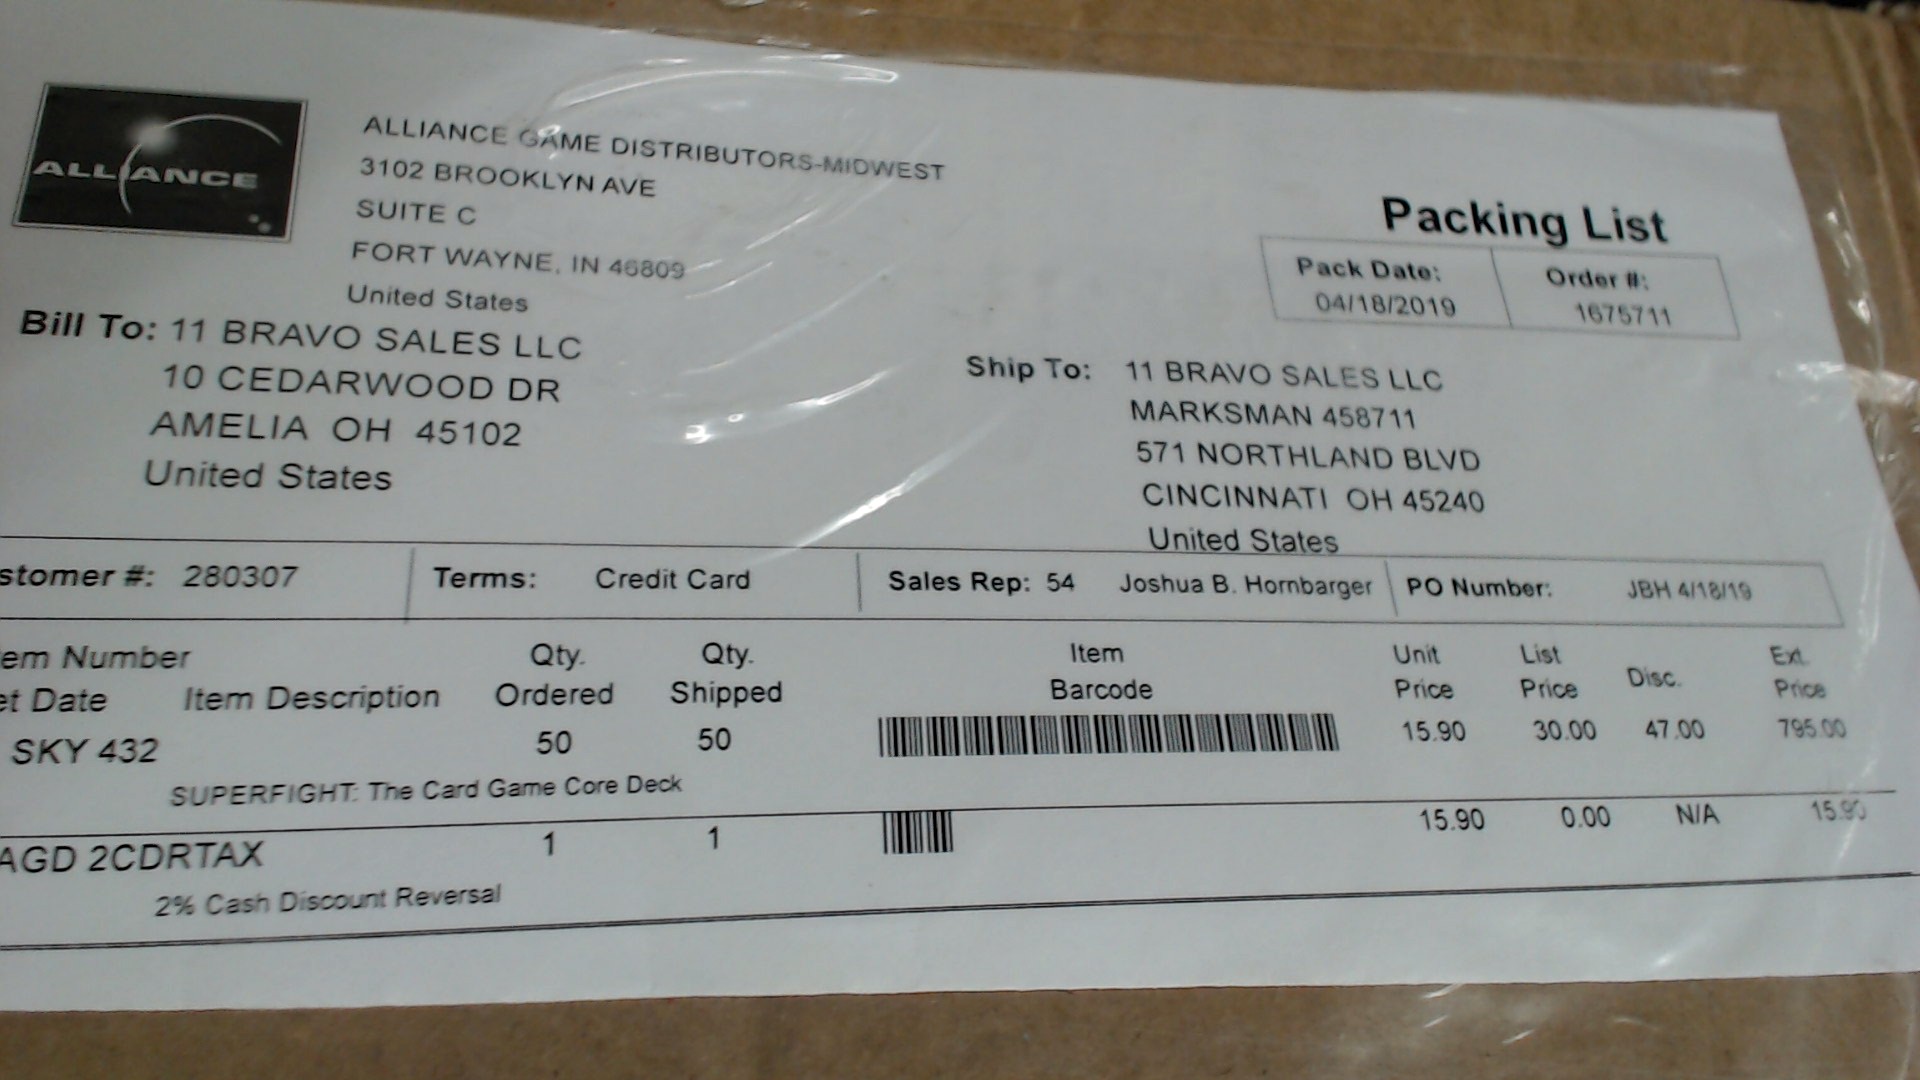 ALLIANCE
ALLIANCE GAME DISTRIBUTORS-MIDWEST
3102 BROOKLYN AVE
SUITE C
FORT WAYNE, IN 46809
United States
Packing List
Pack Date: Order #:
04/18/2019 1675711
Bill To: 11 BRAVO SALES LLC
10 CEDARWOOD DR
AMELIA OH 45102
United States
Ship To: 11 BRAVO SALES LLC
MARKSMAN 458711
571 NORTHLAND BLVD
CINCINNATI OH 45240
United States
stomer #: 280307 Terms: Credit Card Sales Rep: 54 Joshua B. Hornbarger PO Number: JBH 4/18/19
em Number Qty. Qty. Item Unit List Disc. Ext.
et Date Item Description Ordered Shipped Barcode Price Price Price
SKY 432 50 50 15.90 30.00 47.00 795.00
SUPERFIGHT: The Card Game Core Deck
AGD 2CDRTAX 1 1 15.90 0.00 N/A 15.90
2% Cash Discount Reversal